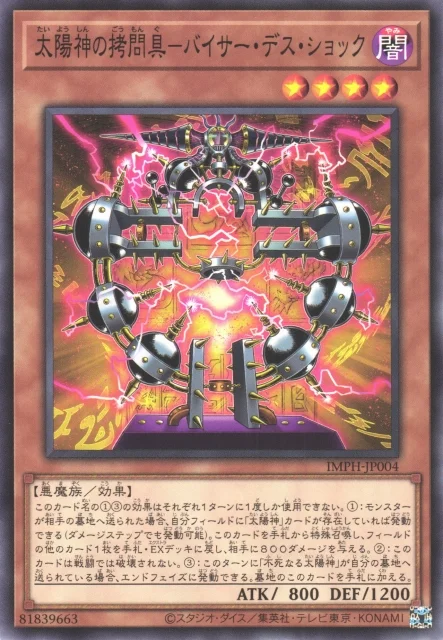 太陽神の拷問具－バイサー・デス・ショック
闇
IMPH-JP004
【悪魔族／効果】
このカード名の①③の効果はそれぞれ１ターンに１度しか使用できない。①：モンスター
が相手の墓地へ送られた場合、自分フィールドに「太陽神」カードが存在していれば発動
できる（ダメージステップでも発動可能）。このカードを手札から特殊召喚し、フィールド
の他のカード１枚を手札・EXデッキに戻し、相手に８００ダメージを与える。②：この
カードは戦闘では破壊されない。③：このターンに「不死なる太陽神」が自分の墓地へ
送られている場合、エンドフェイズに発動できる。墓地のこのカードを手札に加える。
ATK/ 800 DEF/1200
81839663
©スタジオ・ダイス／集英社・テレビ東京・KONAMI